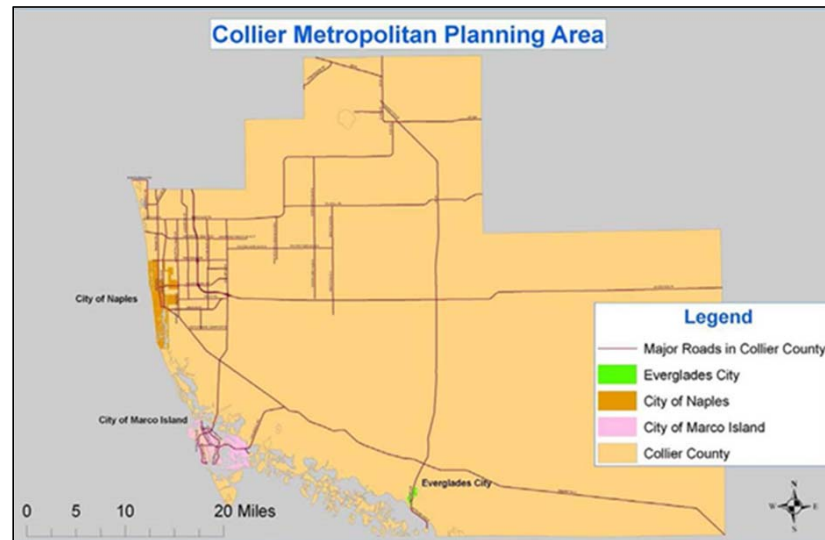 Collier Metropolitan Planning Area
City of Naples
City of Marco Island
Everglades City
Legend
Major Roads in Collier County
Everglades City
City of Naples
City of Marco Island
Collier County
0 5 10 20 Miles
N
W E
S